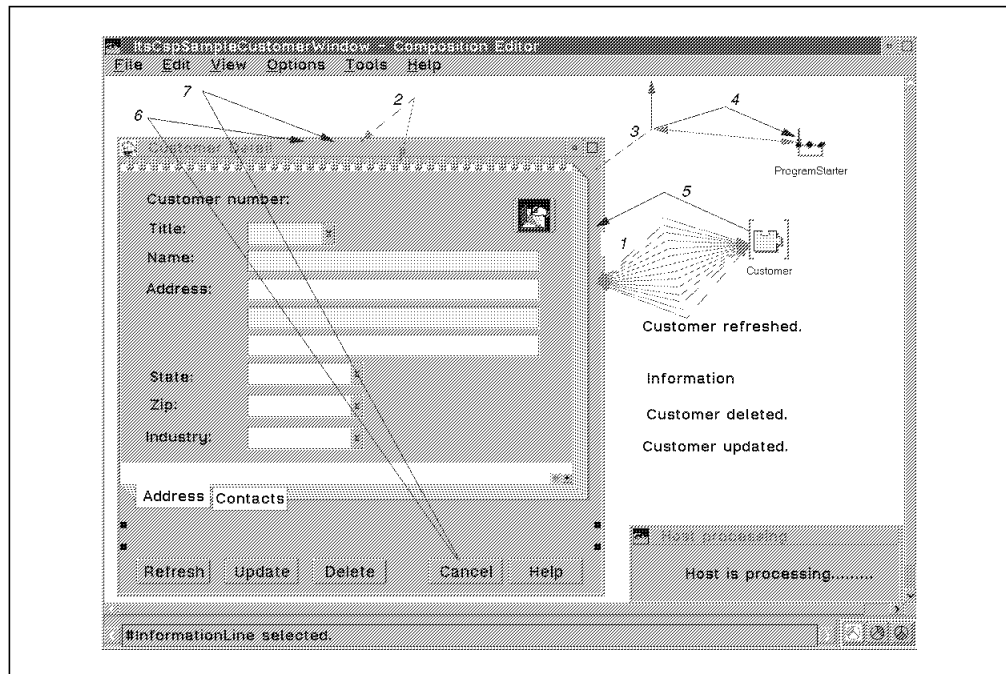 ItsCspSampleCustomerWindow - Composition Editor
File Edit View Options Tools Help
7
6
2
4
3
Customer Detail
ProgramStarter
Customer number:
5
Title:
Name:
1
Customer
Address:
Customer refreshed.
State:
Information
Zip:
Customer deleted.
Industry:
Customer updated.
Address Contacts
Host processing
Refresh Update Delete Cancel Help
Host is processing.........
#InformationLine selected.